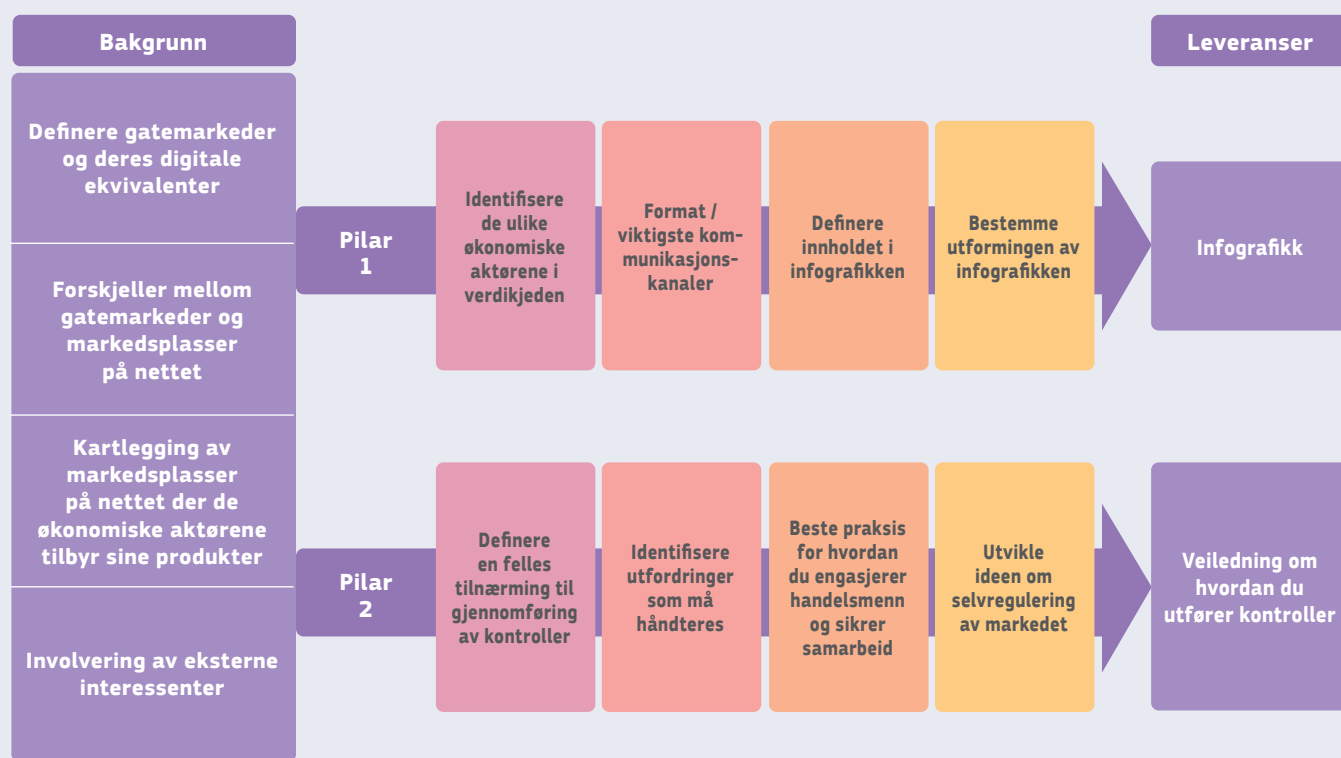 Bakgrunn
Definere gatemarkeder
og deres digitale
ekvivalenter
Forskjeller mellom
gatemarkeder og
markedsplasser
på nettet
Kartlegging av
markedsplasser
på nettet der de
økonomiske aktørene
tilbyr sine produkter
Involvering av eksterne
interessenter
Pilar
1
Identifisere
de ulike
økonomiske
aktørene i
verdikjeden
Format /
viktigste kom-
munikasjons-
kanaler
Definere
innholdet i
infografikken
Bestemme
utformingen av
infografikken
Leveranser
Infografikk
Pilar
2
Definere
en felles
tilnærming til
gjennomføring
av kontroller
Identifisere
utfordringer
som må
håndteres
Beste praksis
for hvordan
du engasjerer
handelsmenn
og sikrer
samarbeid
Utvikle
ideen om
selvregulering
av markedet
Veiledning om
hvordan du
utfører kontroller